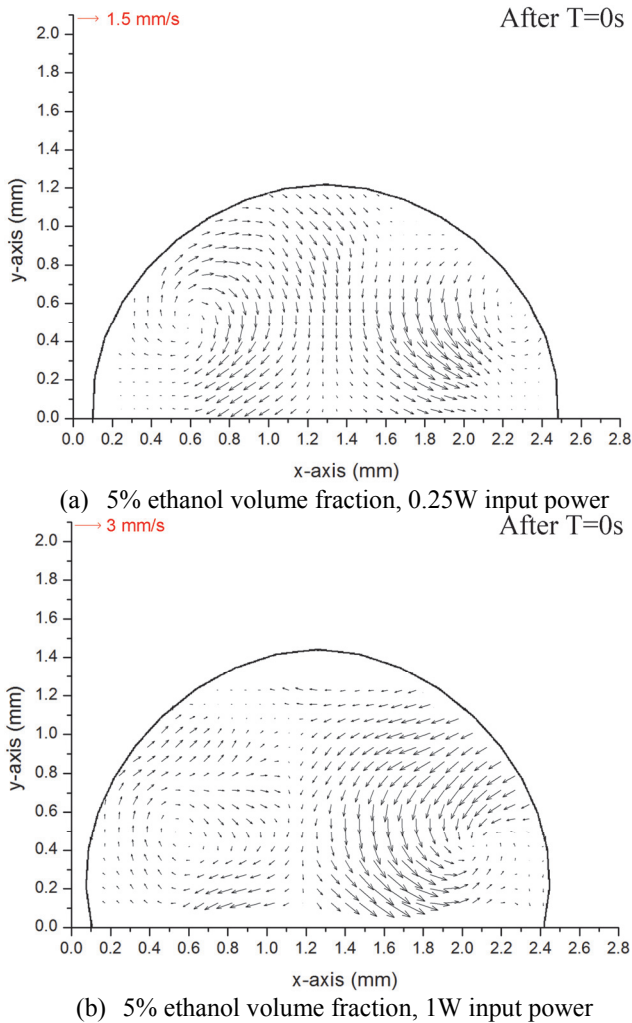 1.5 mm/s
After T=0s
2.1
1.8
1.6
1.4
1.2
1.0
0.8
0.6
0.4
0.2
0.0
y-axis (mm)
0.0 0.2 0.4 0.6 0.8 1.0 1.2 1.4 1.6 1.8 2.0 2.2 2.4 2.6 2.8
x-axis (mm)
(a) 5% ethanol volume fraction, 0.25W input power
3 mm/s
After T=0s
2.0
1.8
1.6
1.4
1.2
1.0
0.8
0.6
0.4
0.2
0.0
y-axis (mm)
0.0 0.2 0.4 0.6 0.8 1.0 1.2 1.4 1.6 1.8 2.0 2.2 2.4 2.6 2.8
x-axis (mm)
(b) 5% ethanol volume fraction, 1W input power